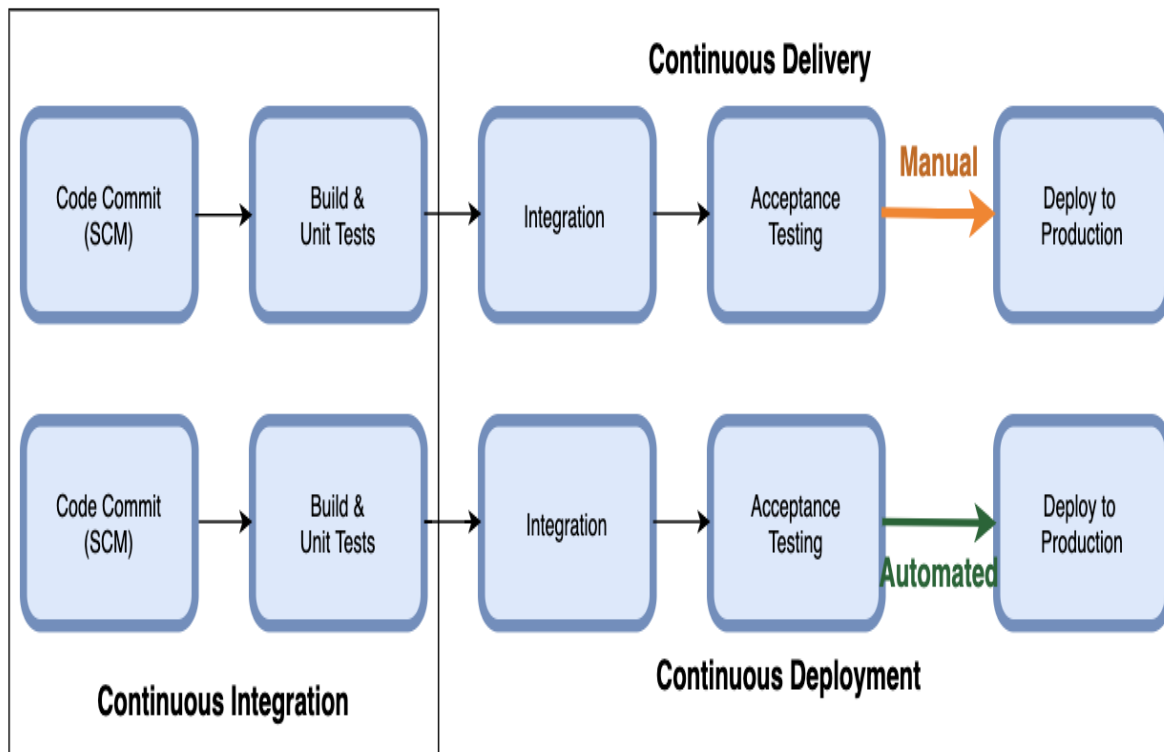 Continuous Delivery
Code Commit
(SCM)
Build &
Unit Tests
Integration
Acceptance
Testing
Manual
Deploy to
Production
Code Commit
(SCM)
Build &
Unit Tests
Integration
Acceptance
Testing
Automated
Deploy to
Production
Continuous Integration
Continuous Deployment